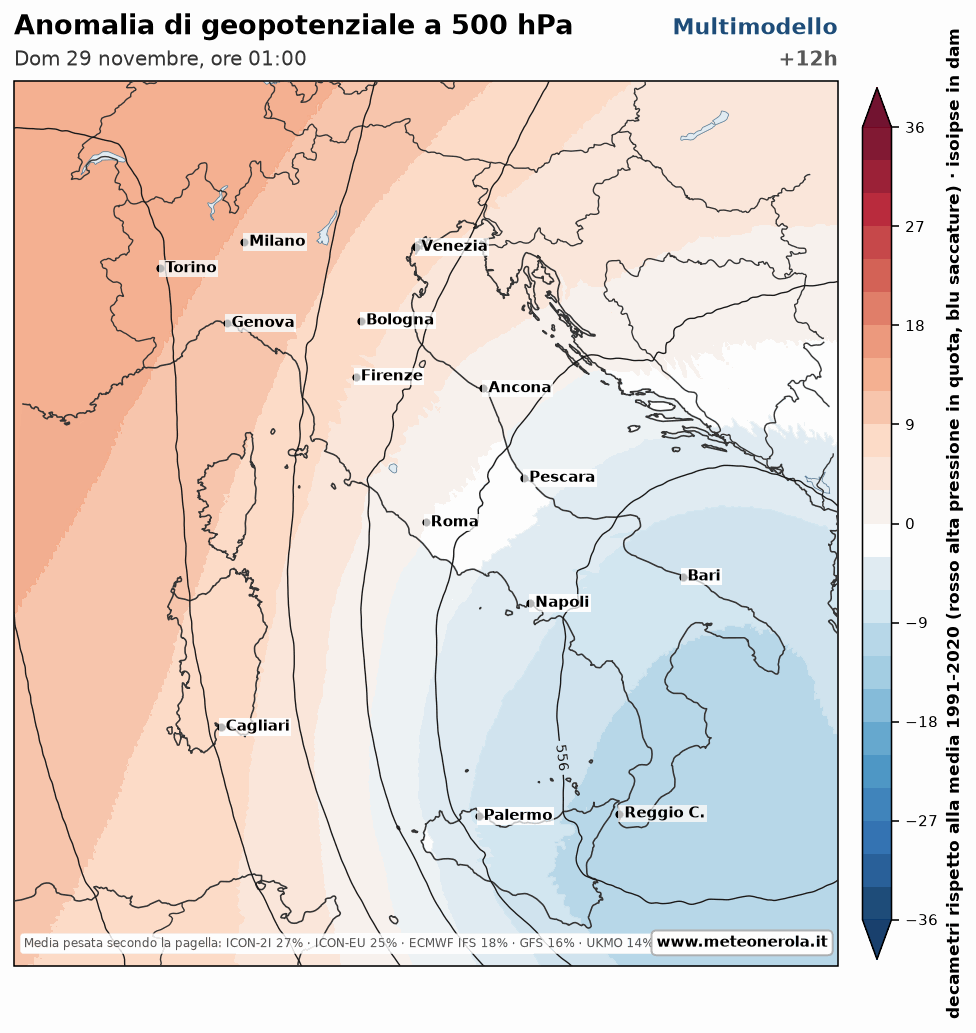 Anomalia di geopotenziale a 500 hPa
Multimodello
Dom 29 novembre, ore 01:00
+12h
Milano
Venezia
Torino
Genova
Bologna
Firenze
Ancona
Pescara
Roma
Bari
Napoli
Cagliari
556
Palermo
Reggio C.
Media pesata secondo la pagella: ICON-2I 27% · ICON-EU 25% · ECMWF IFS 18% · GFS 16% · UKMO 14%
www.meteonerola.it
36
27
18
9
0
−9
−18
−27
−36
decametri rispetto alla media 1991-2020 (rosso alta pressione in quota, blu saccature) · isoipse in dam